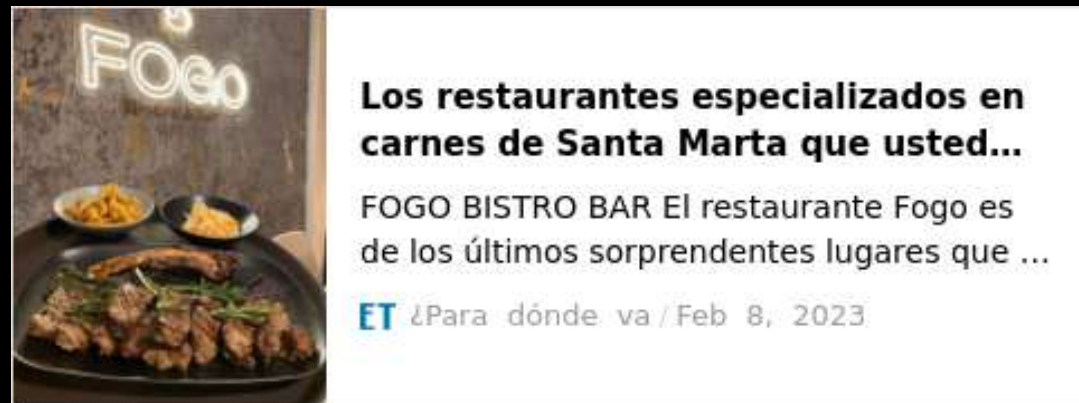 FOGO
Los restaurantes especializados en
carnes de Santa Marta que usted...
FOGO BISTRO BAR El restaurante Fogo es
de los últimos sorprendentes lugares que ...
ET ¿Para dónde va / Feb 8, 2023